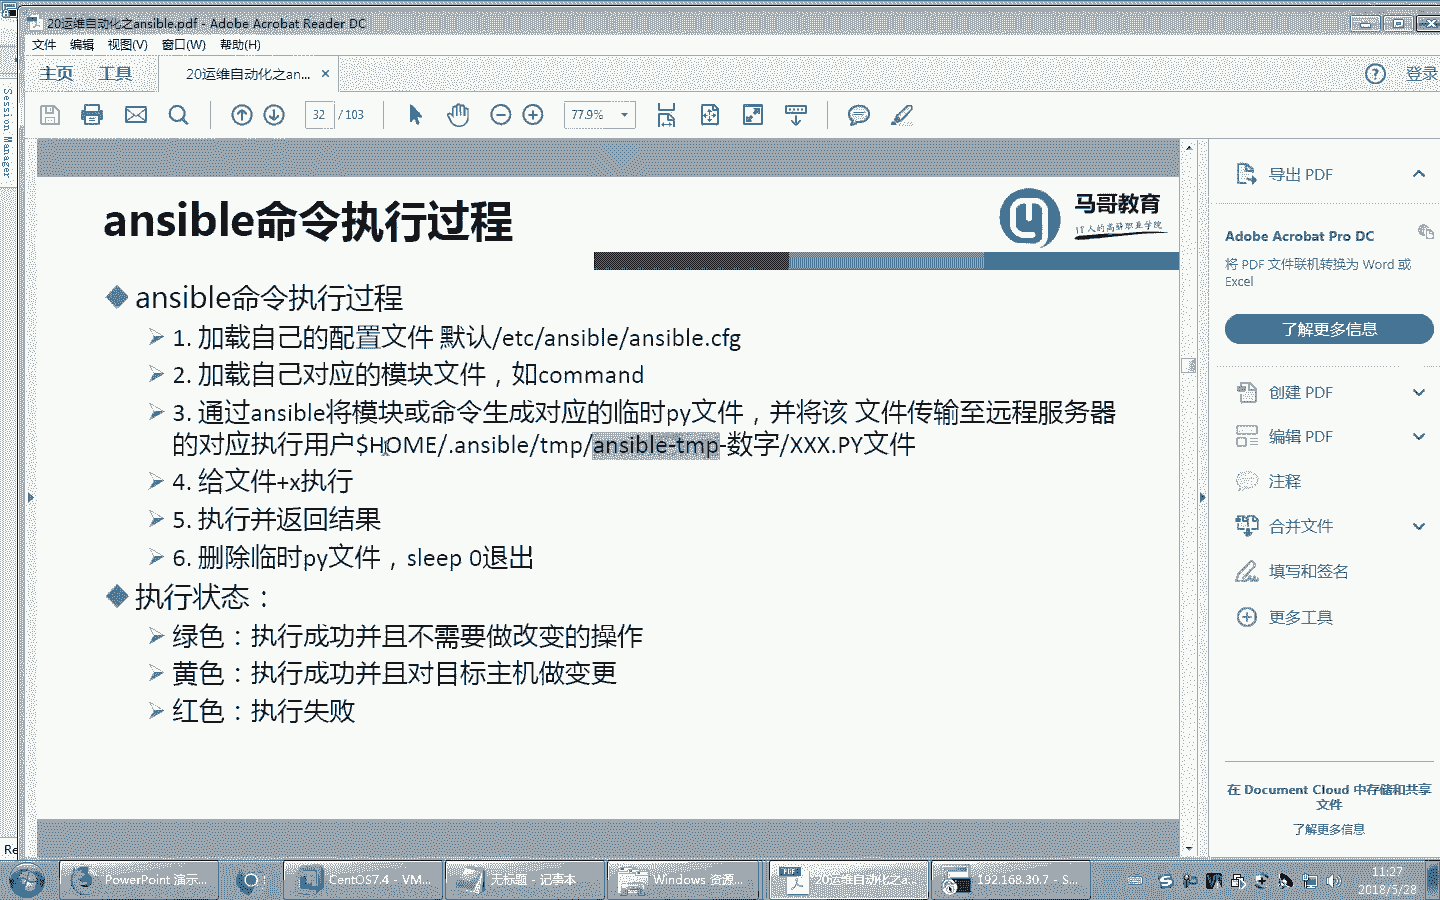 20运维自动化之ansible.pdf - Adobe Acrobat Reader DC
文件 编辑 视图(V) 窗口(W) 帮助(H)
主页 工具 20运维自动化之an... × ? 登录
32 / 103 77.9%
Session Manager
ansible命令执行过程
马哥教育
IT人的高薪职业学院
ansible命令执行过程
1. 加载自己的配置文件 默认/etc/ansible/ansible.cfg
2. 加载自己对应的模块文件，如command
3. 通过ansible将模块或命令生成对应的临时py文件，并将该 文件传输至远程服务器
的对应执行用户$HOME/.ansible/tmp/ansible-tmp-数字/XXX.PY文件
4. 给文件+x执行
5. 执行并返回结果
6. 删除临时py文件，sleep 0退出
执行状态：
绿色：执行成功并且不需要做改变的操作
黄色：执行成功并且对目标主机做变更
红色：执行失败
导出 PDF
Adobe Acrobat Pro DC
将 PDF 文件联机转换为 Word 或
Excel
了解更多信息
创建 PDF
编辑 PDF
注释
合并文件
填写和签名
更多工具
在 Document Cloud 中存储和共享
文件
了解更多信息
Re
PowerPoint 演示... CentOS7.4 - VM... 无标题 - 记事本 Windows 资源... 20运维自动化之a... 192.168.30.7 - S...
11:27
2018/5/28